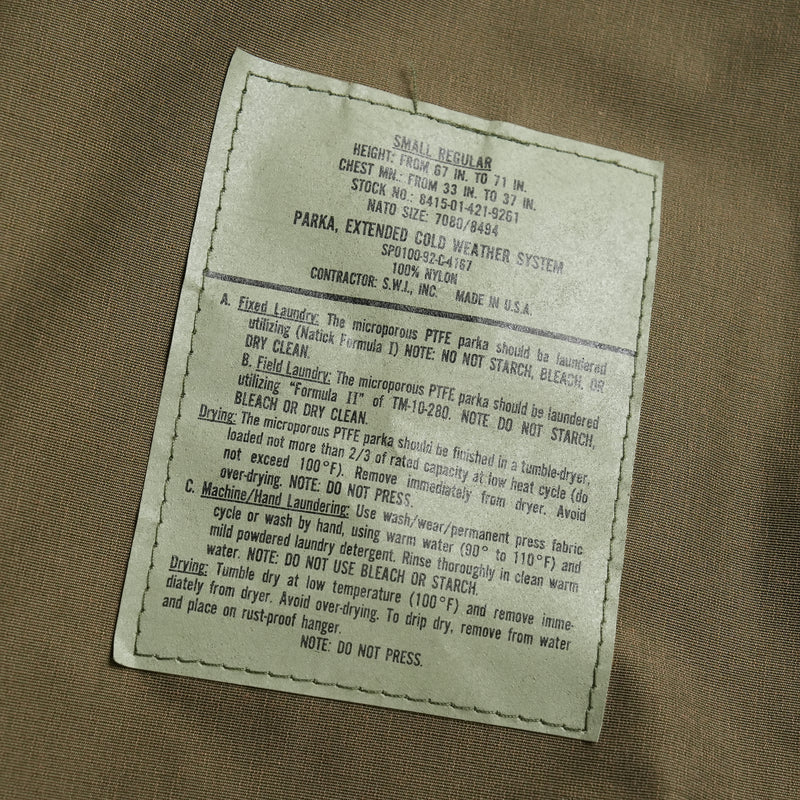 SMALL REGULAR
HEIGHT: FROM 67 IN. TO 71 IN.
CHEST MN.: FROM 33 IN. TO 37 IN.
STOCK NO.: 8415-01-421-9261
NATO SIZE: 7080/8494
PARKA, EXTENDED COLD WEATHER SYSTEM
SP0100-92-C-4167
100% NYLON
CONTRACTOR: S.W.I., INC. MADE IN U.S.A.
A. Fixed Laundry: The microporous PTFE parka should be laundered
utilizing (Natick Formula I) NOTE: NO NOT STARCH, BLEACH, OR
DRY CLEAN.
B. Field Laundry: The microporous PTFE parka should be laundered
utilizing "Formula II" of TM-10-280. NOTE DO NOT STARCH,
BLEACH OR DRY CLEAN.
Drying: The microporous PTFE parka should be finished in a tumble-dryer,
loaded not more than 2/3 of rated capacity at low heat cycle (do
not exceed 100°F). Remove immediately from dryer. Avoid
over-drying. NOTE: DO NOT PRESS.
C. Machine/Hand Laundering: Use wash/wear/permanent press fabric
cycle or wash by hand, using warm water (90° to 110°F) and
mild powdered laundry detergent. Rinse thoroughly in clean warm
water. NOTE: DO NOT USE BLEACH OR STARCH.
Drying: Tumble dry at low temperature (100°F) and remove imme-
diately from dryer. Avoid over-drying. To drip dry, remove from water
and place on rust-proof hanger.
NOTE: DO NOT PRESS.